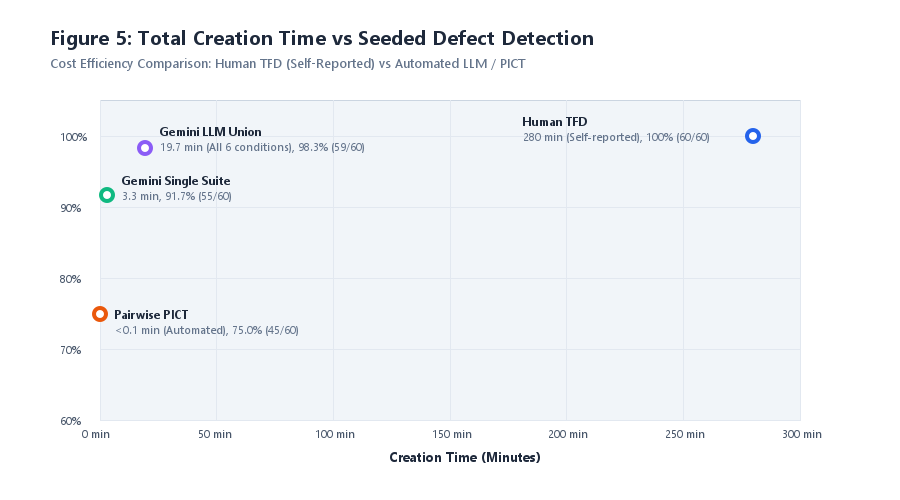 Figure 5: Total Creation Time vs Seeded Defect Detection
Cost Efficiency Comparison: Human TFD (Self-Reported) vs Automated LLM / PICT
Human TFD
280 min (Self-reported), 100% (60/60)
Gemini LLM Union
19.7 min (All 6 conditions), 98.3% (59/60)
Gemini Single Suite
3.3 min, 91.7% (55/60)
Pairwise PICT
<0.1 min (Automated), 75.0% (45/60)
100%
90%
80%
70%
60%
0 min
50 min
100 min
150 min
200 min
250 min
300 min
Creation Time (Minutes)